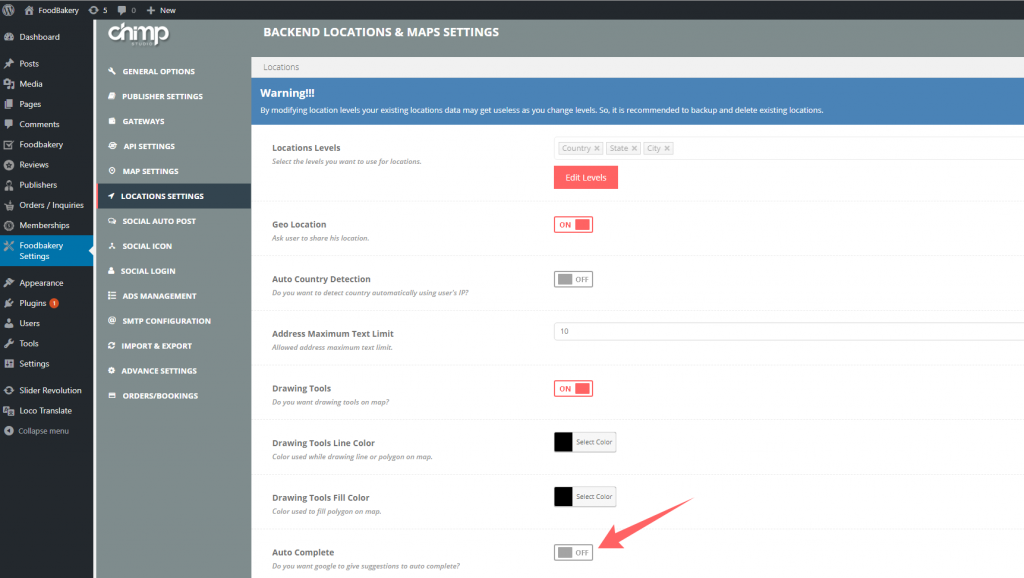 FoodBakery 5 0 New
Dashboard
Posts
Media
Pages
Comments
Foodbakery
Reviews
Publishers
Orders / Inquiries
Memberships
Foodbakery
Settings
Appearance
Plugins 1
Users
Tools
Settings
Slider Revolution
Loco Translate
Collapse menu
chimp
STUDIO
GENERAL OPTIONS
PUBLISHER SETTINGS
GATEWAYS
API SETTINGS
MAP SETTINGS
LOCATIONS SETTINGS
SOCIAL AUTO POST
SOCIAL ICON
SOCIAL LOGIN
ADS MANAGEMENT
SMTP CONFIGURATION
IMPORT & EXPORT
ADVANCE SETTINGS
ORDERS/BOOKINGS
BACKEND LOCATIONS & MAPS SETTINGS
Locations
Warning!!!
By modifying location levels your existing locations data may get useless as you change levels. So, it is recommended to backup and delete existing locations.
Locations Levels
Select the levels you want to use for locations.
Country × State × City ×
Edit Levels
Geo Location
Ask user to share his location.
ON
Auto Country Detection
Do you want to detect country automatically using user's IP?
OFF
Address Maximum Text Limit
Allowed address maximum text limit.
10
Drawing Tools
Do you want drawing tools on map?
ON
Drawing Tools Line Color
Color used while drawing line or polygon on map.
Select Color
Drawing Tools Fill Color
Color used to fill polygon on map.
Select Color
Auto Complete
Do you want google to give suggestions to auto complete?
OFF